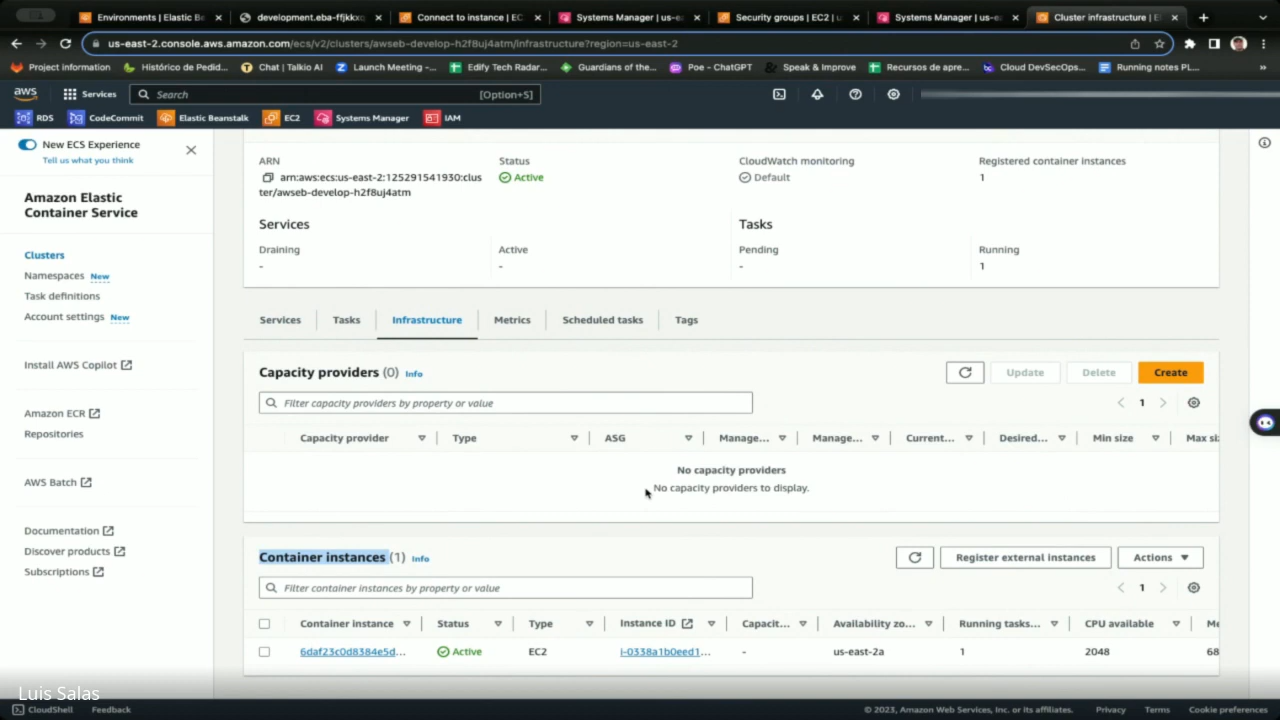 Environments | Elastic Be
development.eba-ffjkkxq
Connect to instance | EC
Systems Manager | us-e
Security groups | EC2 | u
Systems Manager | us-e
Cluster infrastructure | E
us-east-2.console.aws.amazon.com/ecs/v2/clusters/awseb-develop-h2f8uj4atm/infrastructure?region=us-east-2
Project information
Histórico de Pedid...
Chat | Talkio AI
Launch Meeting -...
Edify Tech Radar...
Guardians of the...
Poe - ChatGPT
Speak & Improve
Recursos de apre...
Cloud DevSecOps...
Running notes PL...
aws
Services
Search
[Option+S]
RDS
CodeCommit
Elastic Beanstalk
EC2
Systems Manager
IAM
New ECS Experience
Tell us what you think
Amazon Elastic
Container Service
Clusters
Namespaces New
Task definitions
Account settings New
Install AWS Copilot
Amazon ECR
Repositories
AWS Batch
Documentation
Discover products
Subscriptions
ARN
arn:aws:ecs:us-east-2:125291541930:clus
ter/awseb-develop-h2f8uj4atm
Status
Active
CloudWatch monitoring
Default
Registered container instances
1
Services
Draining
-
Active
-
Tasks
Pending
-
Running
1
Services
Tasks
Infrastructure
Metrics
Scheduled tasks
Tags
Capacity providers (0) Info
Update
Delete
Create
Filter capacity providers by property or value
1
Capacity provider
Type
ASG
Manage...
Manage...
Current...
Desired...
Min size
Max si
No capacity providers
No capacity providers to display.
Container instances (1) Info
Register external instances
Actions
Filter container instances by property or value
1
Container instance
Status
Type
Instance ID
Capacit...
Availability zo...
Running tasks...
CPU available
Me
6daf23c0d8384e5d...
Active
EC2
i-0338a1b0eed1...
-
us-east-2a
1
2048
68
Luis Salas
CloudShell
Feedback
© 2023, Amazon Web Services, Inc. or its affiliates.
Privacy
Terms
Cookie preferences